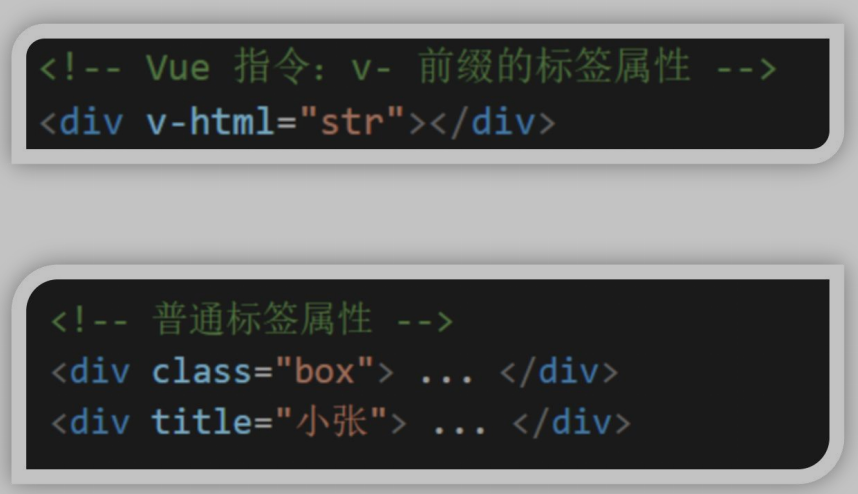 <!-- Vue 指令：v- 前缀的标签属性 -->
<div v-html="str"></div>
<!-- 普通标签属性 -->
<div class="box"> ... </div>
<div title="小张"> ... </div>